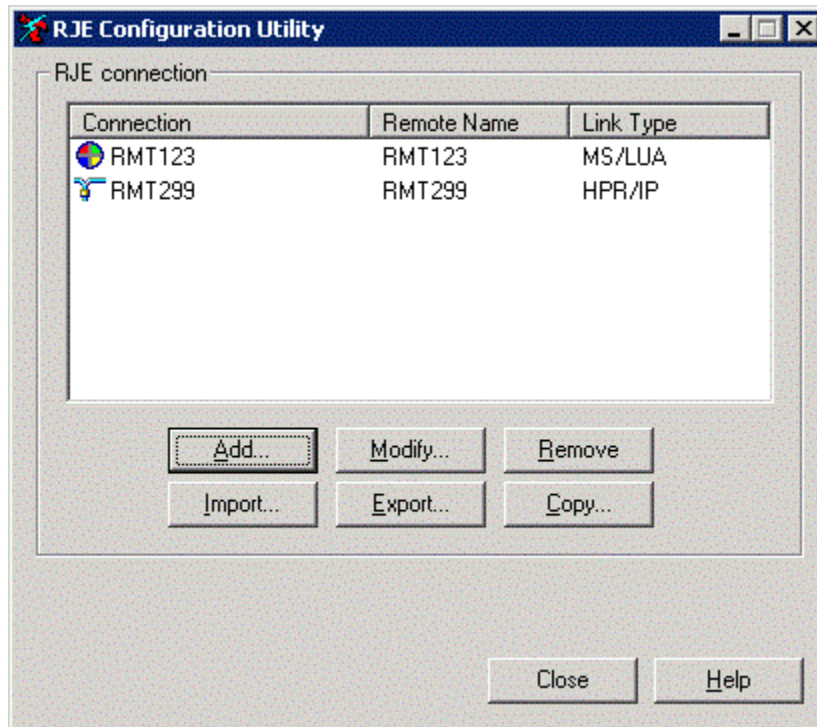 RJE Configuration Utility
RJE connection
Connection Remote Name Link Type
RMT123 RMT123 MS/LUA
RMT299 RMT299 HPR/IP
Add... Modify... Remove
Import... Export... Copy...
Close Help